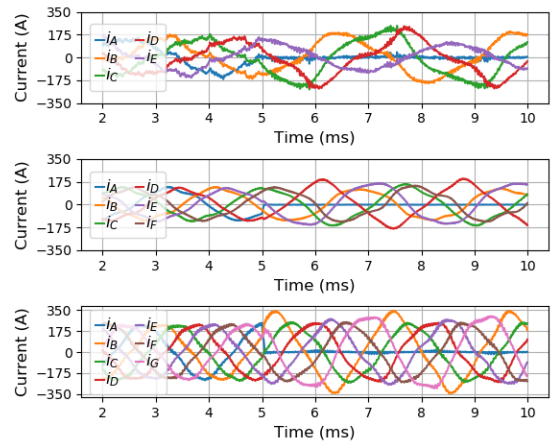 350
175
0
−175
−350
Current (A)
i_A i_D
i_B i_E
i_C
2 3 4 5 6 7 8 9 10
Time (ms)
350
175
0
−175
−350
Current (A)
i_A i_D
i_B i_E
i_C i_F
2 3 4 5 6 7 8 9 10
Time (ms)
350
175
0
−175
−350
Current (A)
i_A i_E
i_B i_F
i_C i_G
i_D
2 3 4 5 6 7 8 9 10
Time (ms)